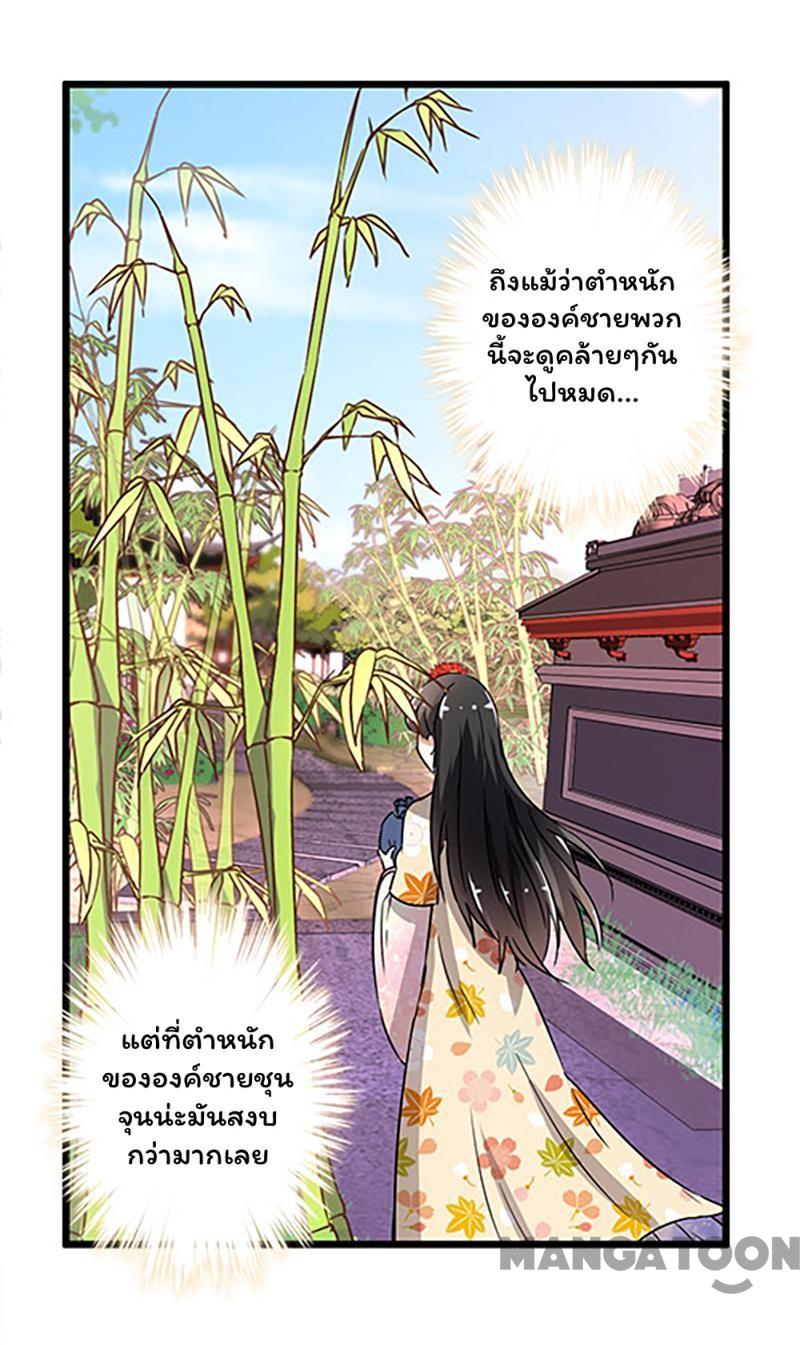 ถึงแม้ว่าตำหนัก
ขององค์ชายพวก
นี้จะดูคล้ายๆกัน
ไปหมด...
แต่ที่ตำหนัก
ขององค์ชายชุน
จุนน่ะมันสงบ
กว่ามากเลย
MANGATOON